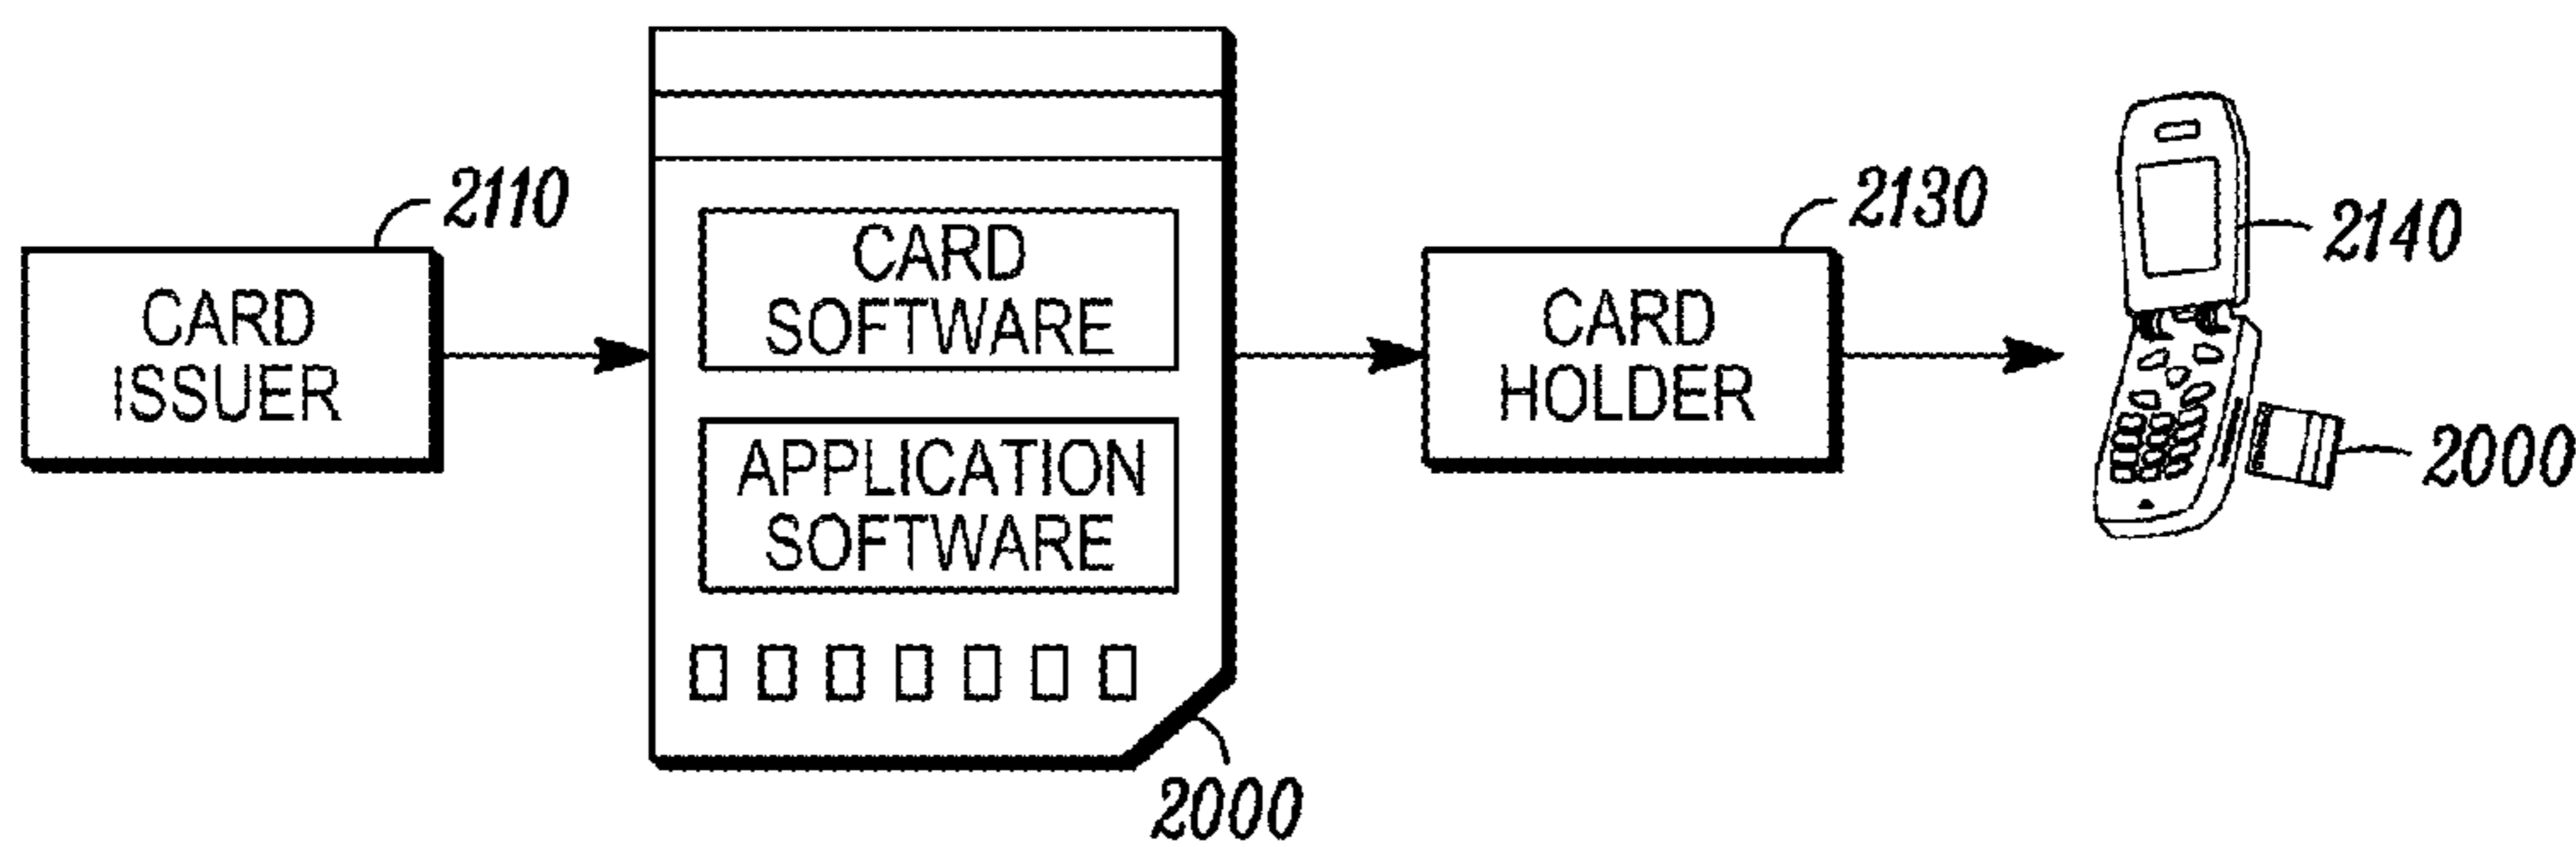 2110
CARD
ISSUER
CARD
SOFTWARE
APPLICATION
SOFTWARE
2000
2130
CARD
HOLDER
2140
2000